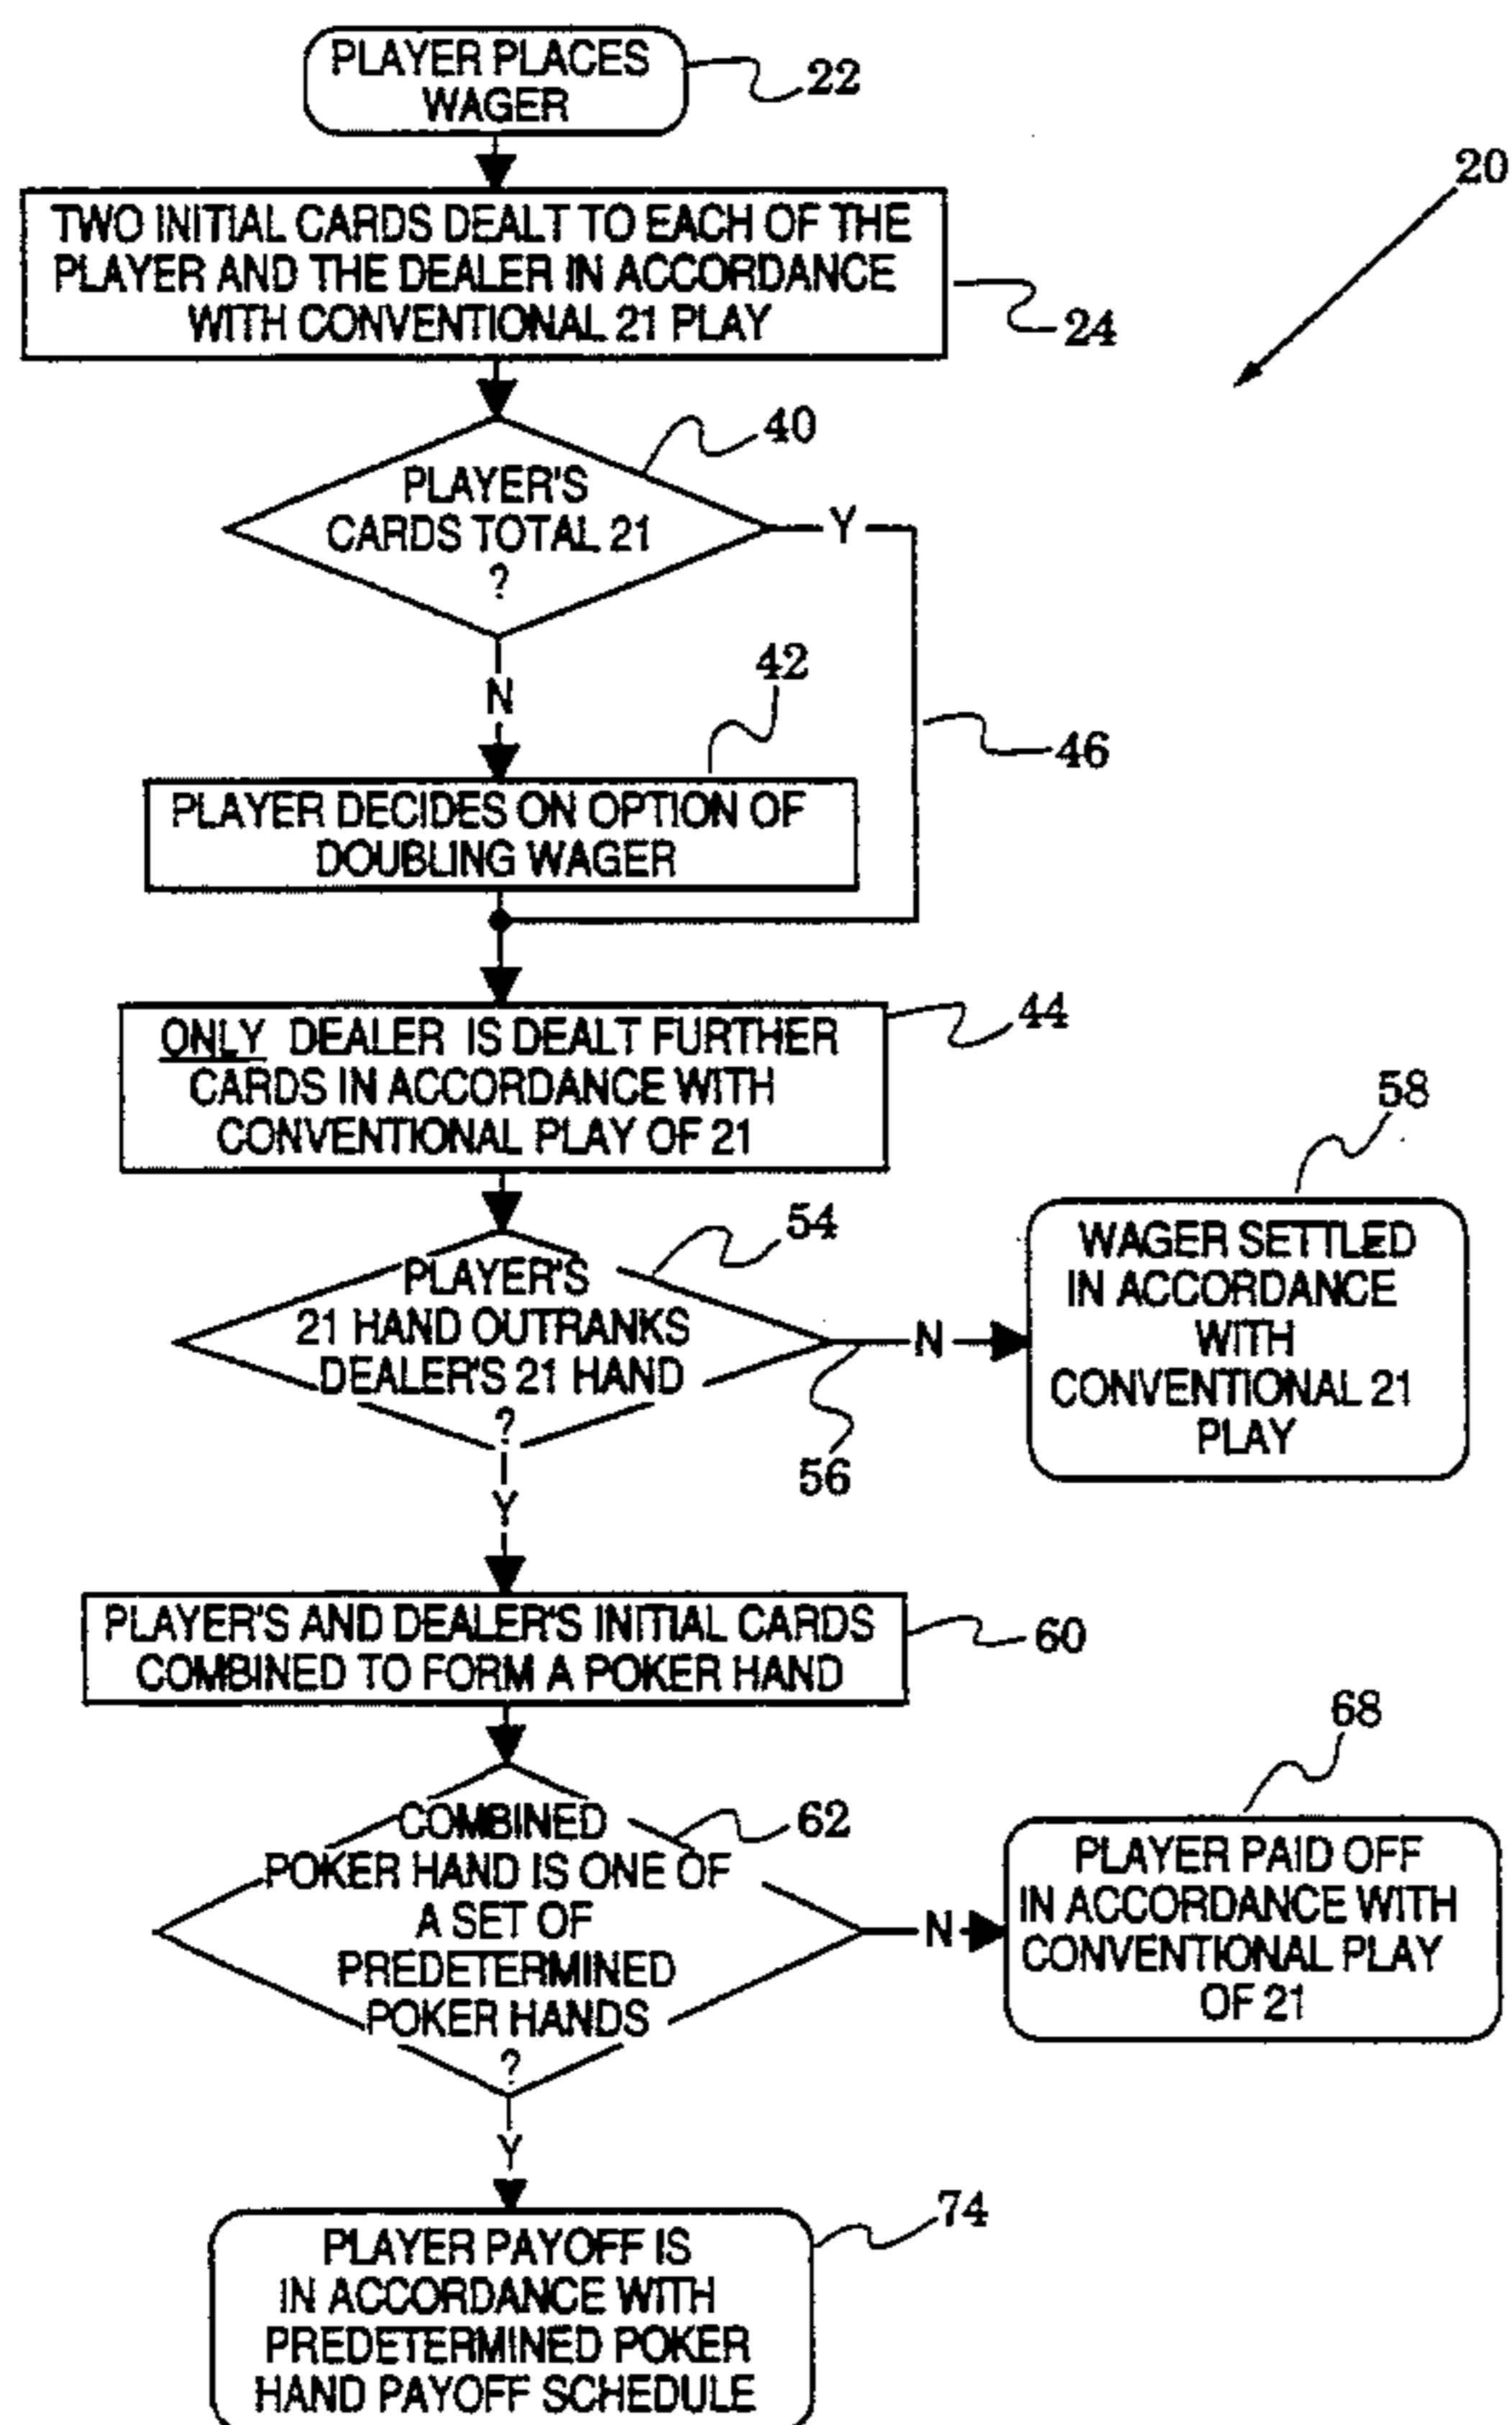 PLAYER PLACES
WAGER
22
20
TWO INITIAL CARDS DEALT TO EACH OF THE
PLAYER AND THE DEALER IN ACCORDANCE
WITH CONVENTIONAL 21 PLAY
24
40
PLAYER'S
CARDS TOTAL 21
?
Y
N
42
46
PLAYER DECIDES ON OPTION OF
DOUBLING WAGER
44
ONLY DEALER IS DEALT FURTHER
CARDS IN ACCORDANCE WITH
CONVENTIONAL PLAY OF 21
58
54
PLAYER'S
21 HAND OUTRANKS
DEALER'S 21 HAND
?
N
56
WAGER SETTLED
IN ACCORDANCE
WITH
CONVENTIONAL 21
PLAY
Y
PLAYER'S AND DEALER'S INITIAL CARDS
COMBINED TO FORM A POKER HAND
60
68
62
COMBINED
POKER HAND IS ONE OF
A SET OF
PREDETERMINED
POKER HANDS
?
N
PLAYER PAID OFF
IN ACCORDANCE WITH
CONVENTIONAL PLAY
OF 21
Y
74
PLAYER PAYOFF IS
IN ACCORDANCE WITH
PREDETERMINED POKER
HAND PAYOFF SCHEDULE